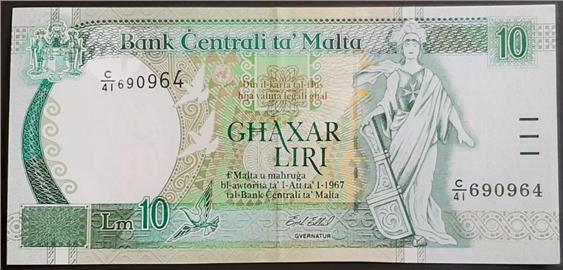 Bank Ċentrali ta' Malta
10
C/41 690964
Din il-karta tal-flus
hija valuta legali għal
GĦAXAR
LIRI
f'Malta u maħruġa
bl-awtorità ta' l-Att ta' l-1967
tal-Bank Ċentrali ta' Malta
C/41 690964
Lm 10
GVERNATUR